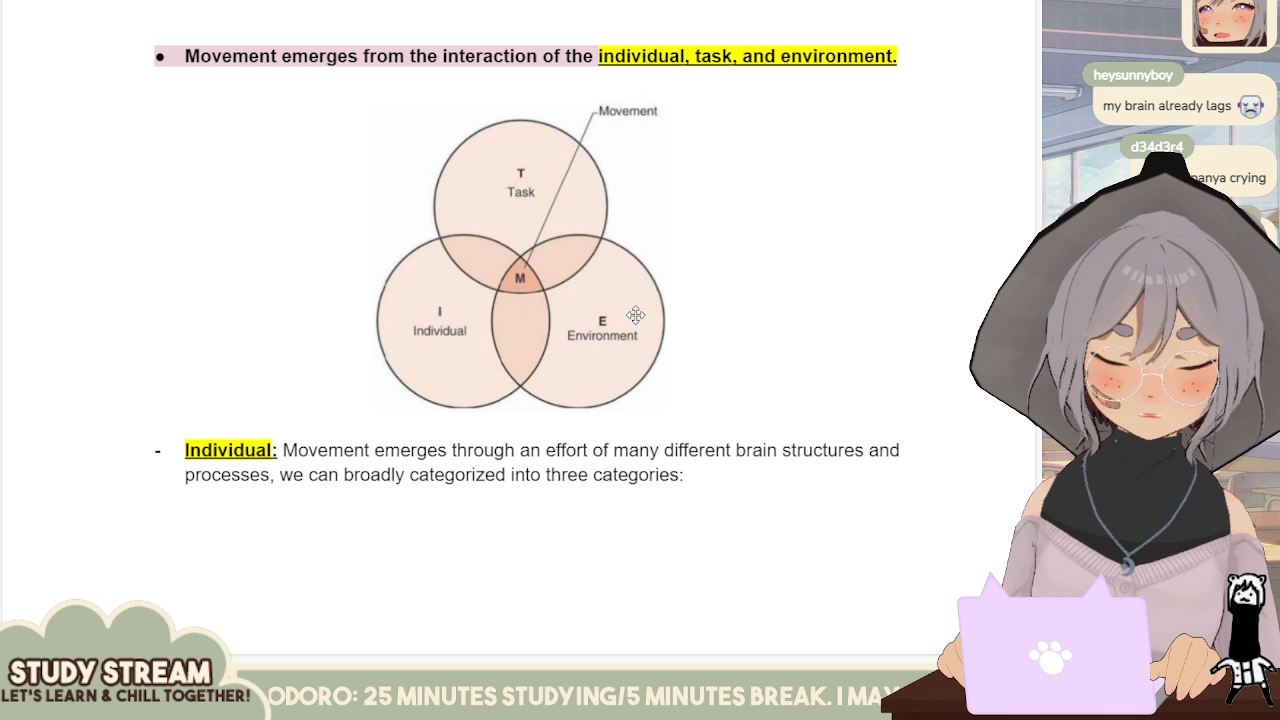 ● Movement emerges from the interaction of the individual, task, and environment.
Movement
T
Task
M
I
Individual
E
Environment
- Individual: Movement emerges through an effort of many different brain structures and
processes, we can broadly categorized into three categories:
heysunnyboy
my brain already lags
d34d3r4
crying
STUDY STREAM
LET'S LEARN & CHILL TOGETHER!
ODORO: 25 MINUTES STUDYING/5 MINUTES BREAK. I MAY